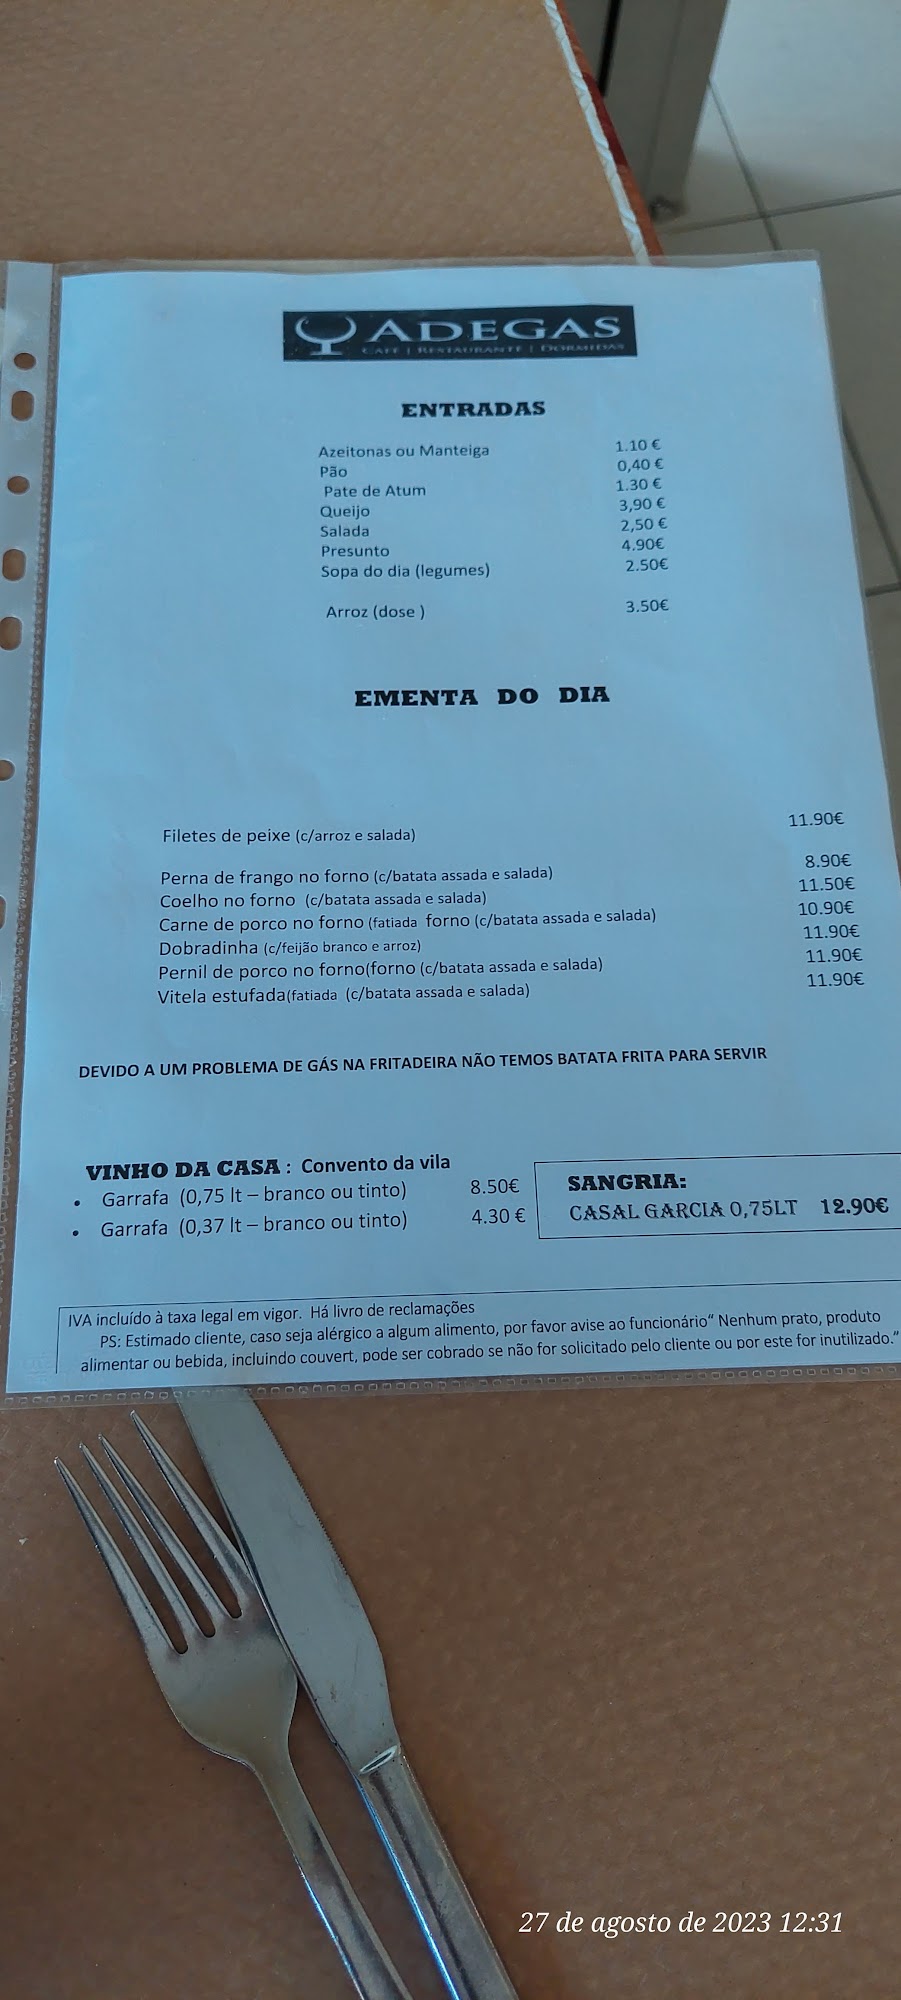 ADEGAS
CAFÉ | RESTAURANTE | DORMIDAS
ENTRADAS
Azeitonas ou Manteiga 1.10 €
Pão 0,40 €
Pate de Atum 1.30 €
Queijo 3,90 €
Salada 2,50 €
Presunto 4.90€
Sopa do dia (legumes) 2.50€
Arroz (dose ) 3.50€
EMENTA DO DIA
Filetes de peixe (c/arroz e salada) 11.90€
Perna de frango no forno (c/batata assada e salada) 8.90€
Coelho no forno (c/batata assada e salada) 11.50€
Carne de porco no forno (fatiada forno (c/batata assada e salada) 10.90€
Dobradinha (c/feijão branco e arroz) 11.90€
Pernil de porco no forno(forno (c/batata assada e salada) 11.90€
Vitela estufada(fatiada (c/batata assada e salada) 11.90€
DEVIDO A UM PROBLEMA DE GÁS NA FRITADEIRA NÃO TEMOS BATATA FRITA PARA SERVIR
VINHO DA CASA : Convento da vila
• Garrafa (0,75 lt – branco ou tinto) 8.50€
• Garrafa (0,37 lt – branco ou tinto) 4.30 €
SANGRIA:
CASAL GARCIA 0,75LT 12.90€
IVA incluído à taxa legal em vigor. Há livro de reclamações
PS: Estimado cliente, caso seja alérgico a algum alimento, por favor avise ao funcionário“ Nenhum prato, produto
alimentar ou bebida, incluindo couvert, pode ser cobrado se não for solicitado pelo cliente ou por este for inutilizado.”
27 de agosto de 2023 12:31